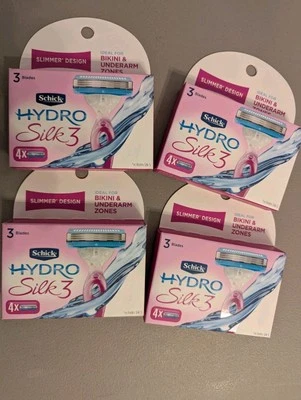 SLIMMER* DESIGN
IDEAL FOR
BIKINI &
UNDERARM
ZONES
3 Blades
Schick
HYDRO
Silk 3
4X
SLIMMER* DESIGN
IDEAL FOR
BIKINI &
UNDERARM
ZONES
3 Blades
Schick
HYDRO
Silk 3
4X
SLIMMER* DESIGN
IDEAL FOR
BIKINI &
UNDERARM
ZONES
3 Blades
Schick
HYDRO
Silk 3
4X
SLIMMER* DESIGN
IDEAL FOR
BIKINI &
UNDERARM
ZONES
3 Blades
Schick
HYDRO
Silk 3
4X